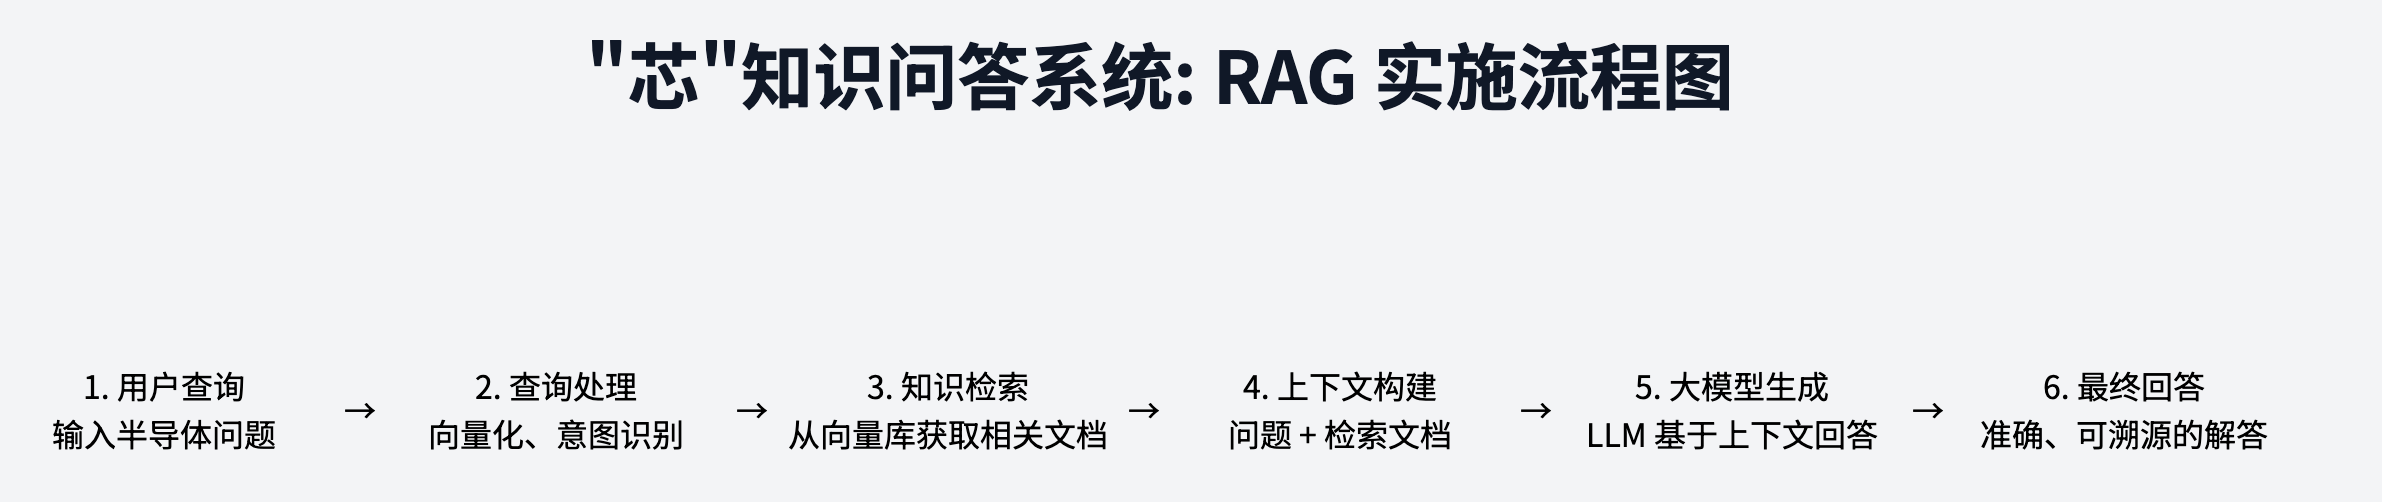 "芯"知识问答系统: RAG 实施流程图
1. 用户查询
输入半导体问题
→
2. 查询处理
向量化、意图识别
→
3. 知识检索
从向量库获取相关文档
→
4. 上下文构建
问题 + 检索文档
→
5. 大模型生成
LLM 基于上下文回答
→
6. 最终回答
准确、可溯源的解答